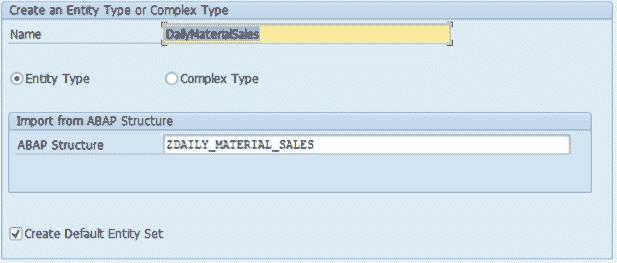 Create an Entity Type or Complex Type
Name DailyMaterialSales
Entity Type Complex Type
Import from ABAP Structure
ABAP Structure ZDAILY_MATERIAL_SALES
Create Default Entity Set